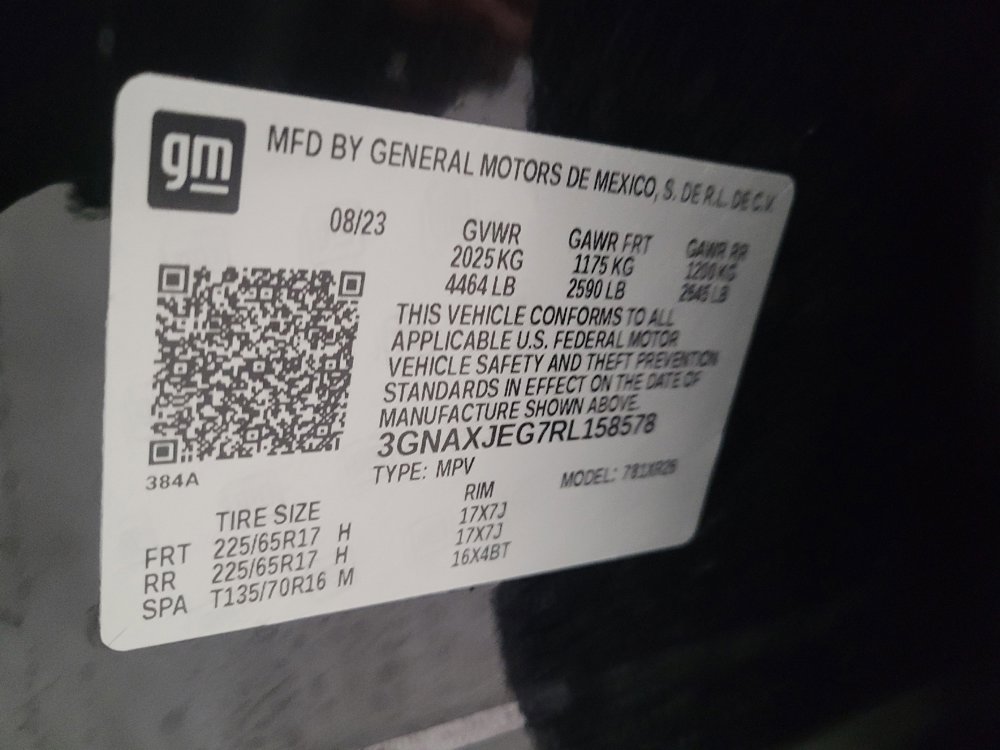 gm
MFD BY GENERAL MOTORS DE MEXICO, S. DE R.L. DE C.V.
08/23
GVWR GAWR FRT GAWR RR
2025 KG 1175 KG 1200 KG
4464 LB 2590 LB 2645 LB
THIS VEHICLE CONFORMS TO ALL
APPLICABLE U.S. FEDERAL MOTOR
VEHICLE SAFETY AND THEFT PREVENTION
STANDARDS IN EFFECT ON THE DATE OF
MANUFACTURE SHOWN ABOVE.
3GNAXJEG7RL158578
384A
TYPE: MPV MODEL:
TIRE SIZE RIM
FRT 225/65R17 H 17X7J
RR 225/65R17 H 17X7J
SPA T135/70R16 M 16X4BT